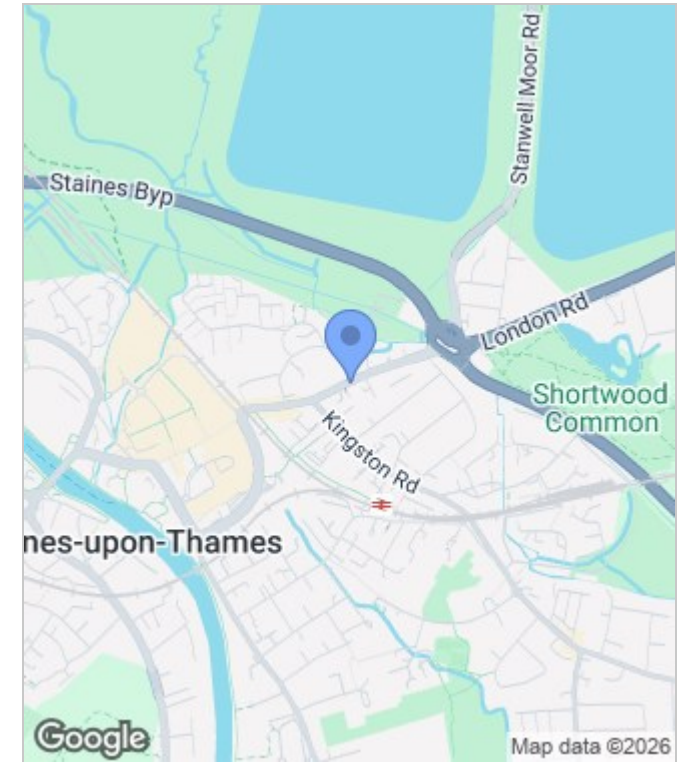 Stanwell Moor Rd
Staines Byp
London Rd
Shortwood
Common
Kingston Rd
nes-upon-Thames
Google
Map data ©2026